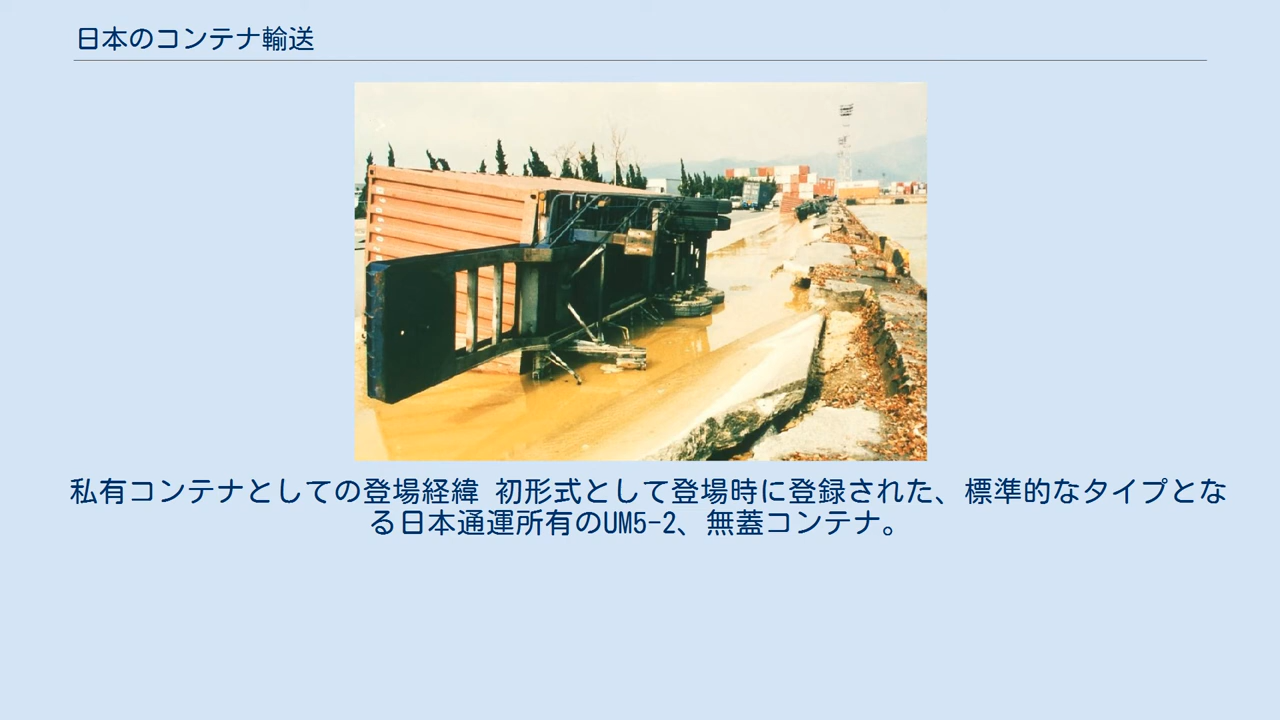 日本のコンテナ輸送
私有コンテナとしての登場経緯 初形式として登場時に登録された、標準的なタイプとな
る日本通運所有のUM5-2、無蓋コンテナ。